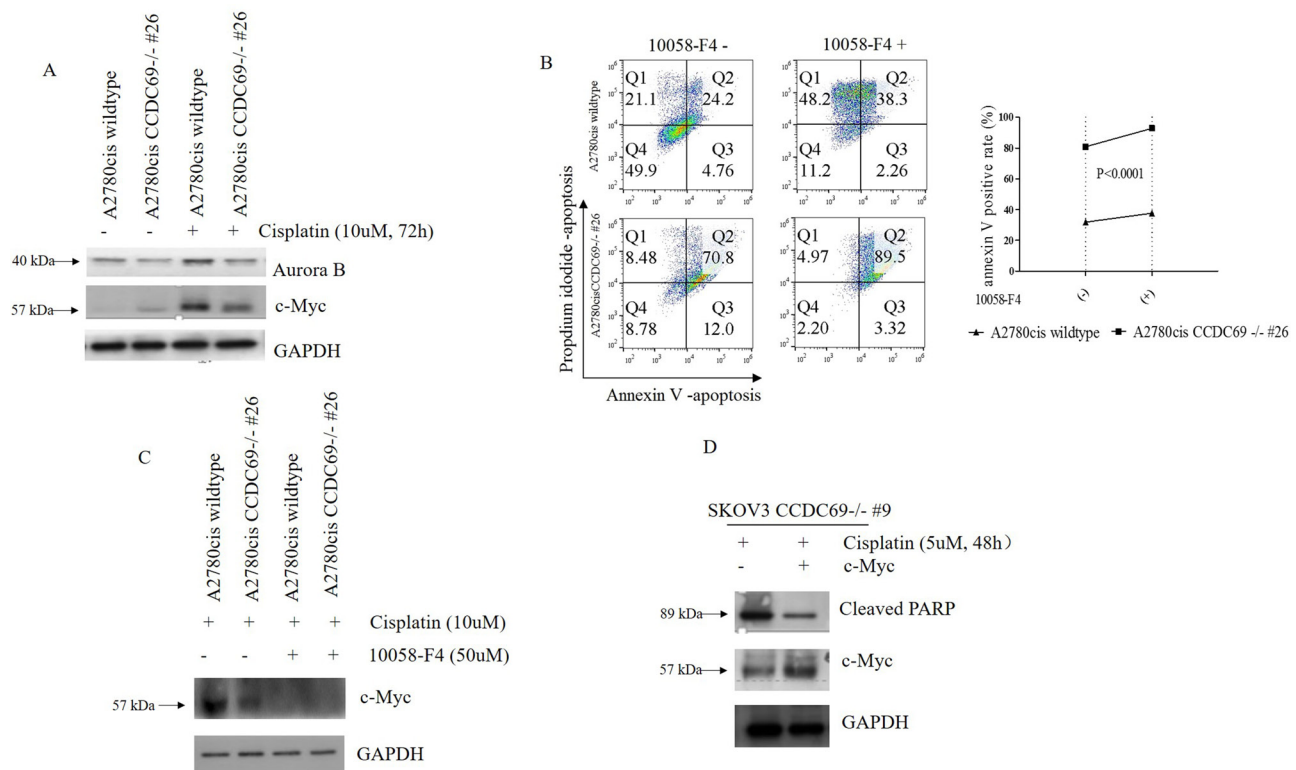 A
A2780cis wildtype
A2780cis CCDC69-/- #26
A2780cis wildtype
A2780cis CCDC69-/- #26
- - + + Cisplatin (10uM, 72h)
40 kDa Aurora B
57 kDa c-Myc
GAPDH
B
10058-F4 - 10058-F4 +
A2780cis wildtype
Q1 Q2
21.1 24.2
Q4 Q3
49.9 4.76
Q1 Q2
48.2 38.3
Q4 Q3
11.2 2.26
A2780cisCCDC69-/- #26
Q1 Q2
8.48 70.8
Q4 Q3
8.78 12.0
Q1 Q2
4.97 89.5
Q4 Q3
2.20 3.32
Propdium idodide -apoptosis
Annexin V -apoptosis
annexin V positive rate (%)
100
80
60
40
20
0
P<0.0001
10058-F4 (-) (+)
A2780cis wildtype A2780cis CCDC69 -/- #26
C
A2780cis wildtype
A2780cis CCDC69-/- #26
A2780cis wildtype
A2780cis CCDC69-/- #26
+ + + + Cisplatin (10uM)
- - + + 10058-F4 (50uM)
57 kDa c-Myc
GAPDH
D
SKOV3 CCDC69-/- #9
+ + Cisplatin (5uM, 48h）
- + c-Myc
89 kDa Cleaved PARP
57 kDa c-Myc
GAPDH